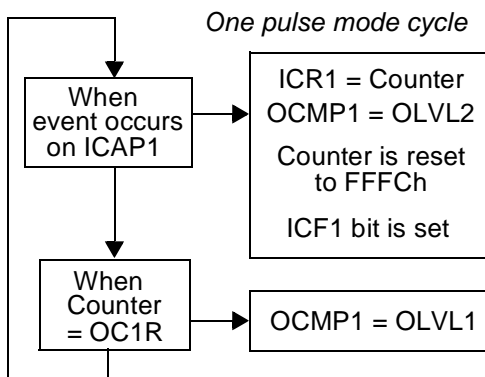 One pulse mode cycle
When
event occurs
on ICAP1
ICR1 = Counter
OCMP1 = OLVL2
Counter is reset
to FFFCh
ICF1 bit is set
When
Counter
= OC1R
OCMP1 = OLVL1